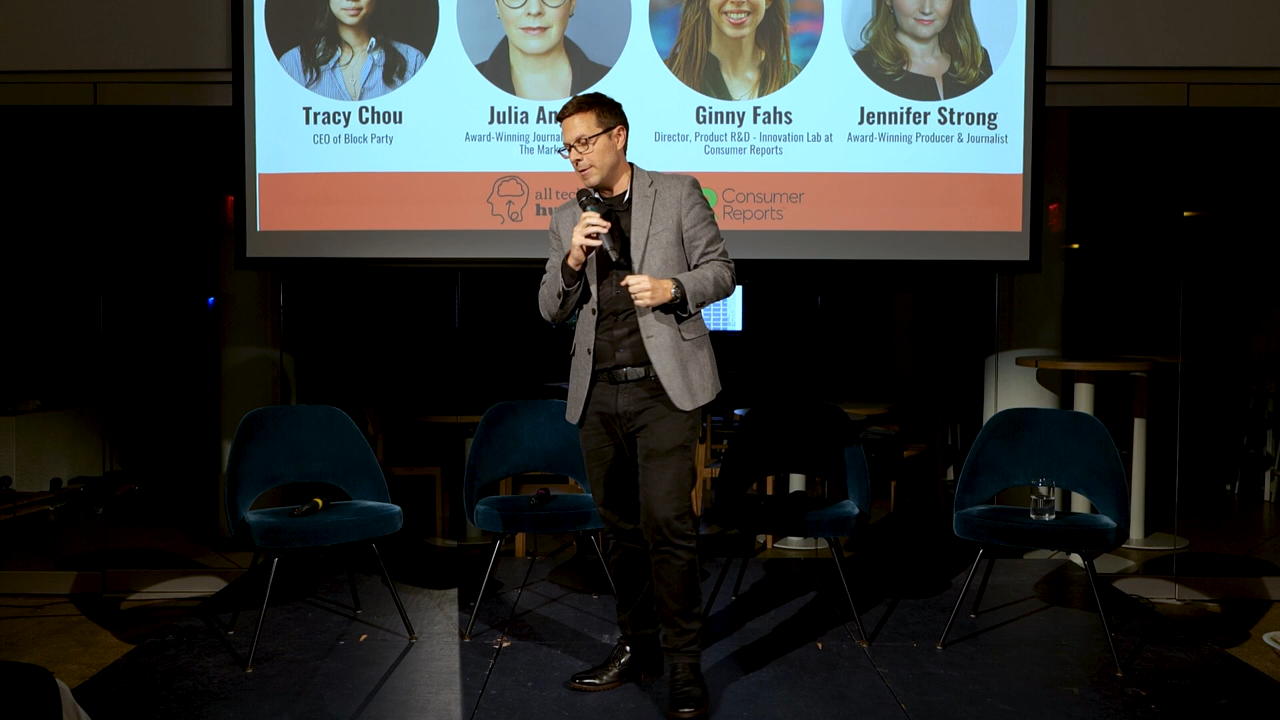 Tracy Chou
CEO of Block Party
Julia An
Award-Winning Journa
The Mark
Ginny Fahs
Director, Product R&D - Innovation Lab at
Consumer Reports
Jennifer Strong
Award-Winning Producer & Journalist
all tec
hu
Consumer
Reports